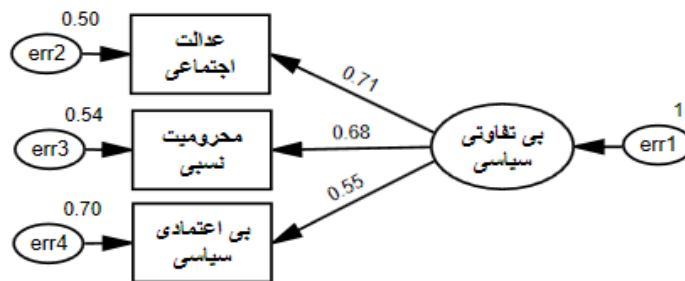 0.50
err2
عدالت
اجتماعی
0.71
0.54
err3
محرومیت
نسبی
0.68
بی تفاوتی
سیاسی
1
err1
0.55
0.70
err4
بی اعتمادی
سیاسی